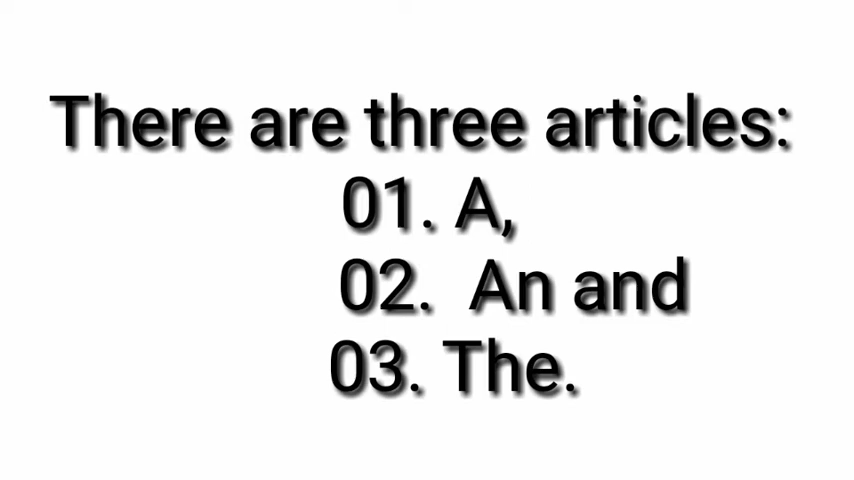 There are three articles:
01. A,
02. An and
03. The.